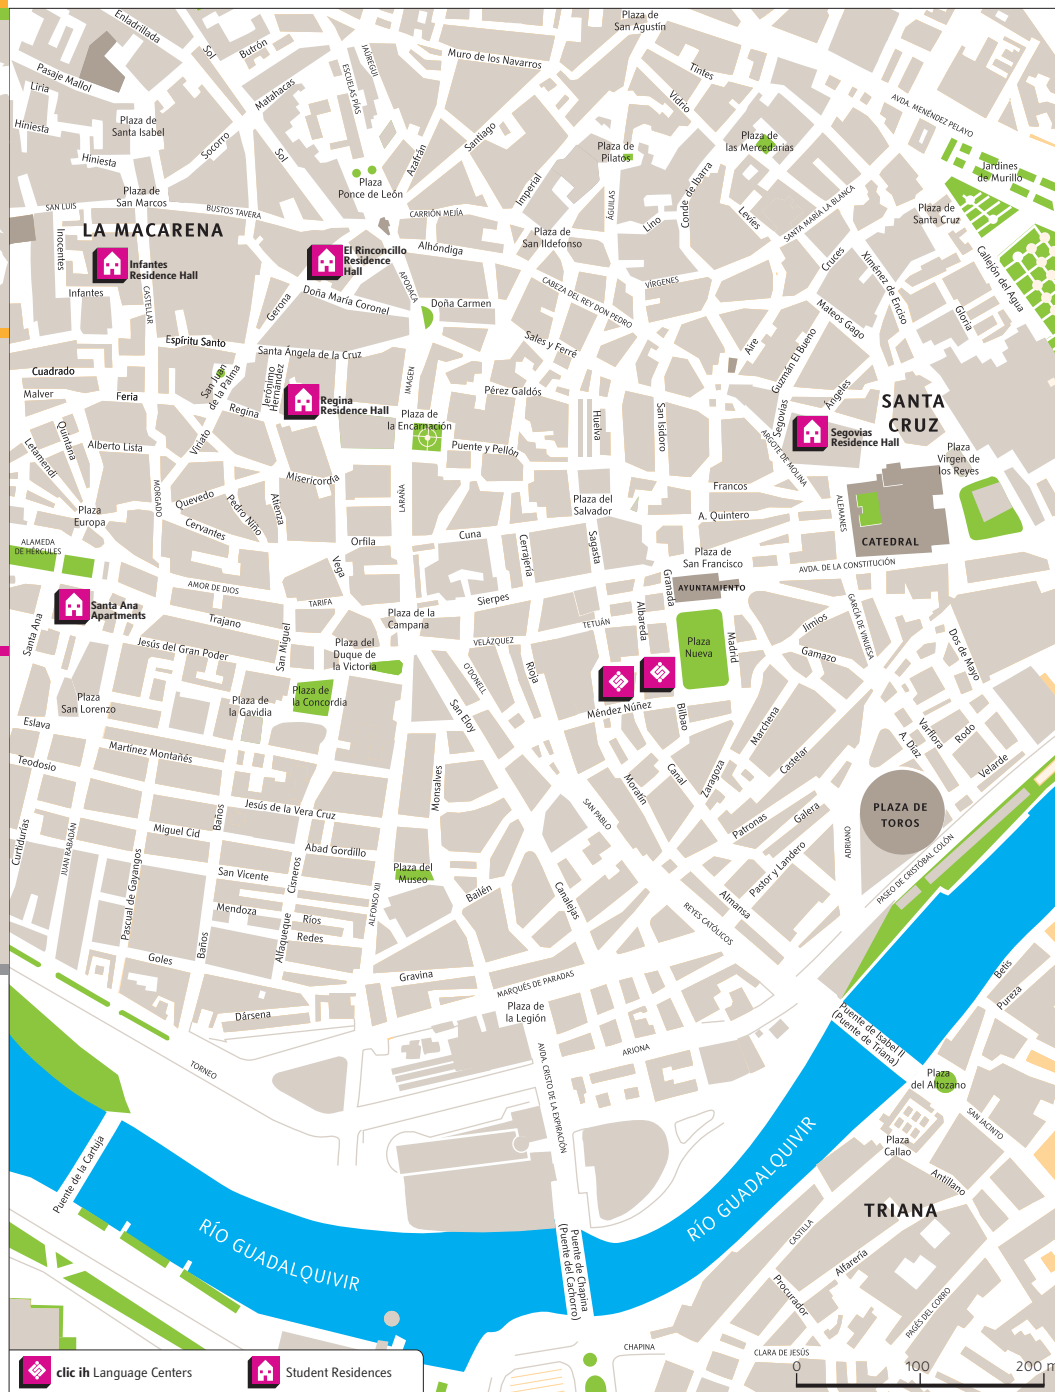 Enladrillada
Sol
Butrón
JAÚREGUI
ESCUELAS PÍAS
Muro de los Navarros
Plaza de
San Agustín
Tintes
Vidrio
AVDA. MENÉNDEZ PELAYO
Pasaje Mallol
Liria
Matahacas
Hiniesta
Plaza de
Santa Isabel
Socorro
Sol
Hiniesta
Santiago
Azafrán
Plaza de
Pilatos
Plaza de
las Mercedarias
Jardines
de Murillo
Plaza
Ponce de León
Imperial
ÁGUILAS
Conde de Ibarra
Plaza de
San Marcos
SAN LUIS
BUSTOS TAVERA
CARRIÓN MEJÍA
Lino
Levíes
SANTA MARÍA LA BLANCA
Plaza de
Santa Cruz
LA MACARENA
Inocentes
Infantes
Residence Hall
El Rinconcillo
Residence
Hall
Alhóndiga
Plaza de
San Ildefonso
Cruces
Ximénez de Enciso
Callejón del Agua
Infantes
CASTELLAR
Gerona
Doña María Coronel
APODACA
Doña Carmen
CABEZA DEL REY DON PEDRO
VÍRGENES
Mateos Gago
Gloria
Espíritu Santo
Santa Ángela de la Cruz
Sales y Ferré
Aire
Guzmán El Bueno
Cuadrado
Malver
Feria
San Juan
de la Palma
Jerónimo
Hernández
IMAGEN
Pérez Galdós
Ángeles
SANTA
CRUZ
Regina
Regina
Residence Hall
Plaza de
la Encarnación
Huelva
San Isidoro
Segovias
Segovias
Residence Hall
ARGOTE DE MOLINA
Quintana
Letamendi
Alberto Lista
Viriato
Puente y Pellón
Plaza
Virgen de
los Reyes
Misericordia
MORGADO
Quevedo
Pedro Niño
Atienza
LARAÑA
Plaza del
Salvador
Francos
A. Quintero
ALEMANES
Plaza
Europa
Cervantes
CATEDRAL
ALAMEDA
DE HÉRCULES
Orfila
Cuna
Cerrajería
Sagasta
Plaza de
San Francisco
AVDA. DE LA CONSTITUCIÓN
Vega
AMOR DE DIOS
TARIFA
Sierpes
Granada
AYUNTAMIENTO
Santa Ana
Apartments
Santa Ana
Trajano
Plaza de la
Campana
TETUÁN
Albareda
GARCÍA DE VINUESA
Jimios
Jesús del Gran Poder
San Miguel
Plaza del
Duque de
la Victoria
VELÁZQUEZ
Plaza
Nueva
Madrid
Gamazo
Dos de Mayo
O'DONELL
Rioja
Plaza
San Lorenzo
Plaza de
la Gavidia
Plaza de
la Concordia
San Eloy
Méndez Núñez
Bilbao
Marchena
Eslava
Teodosio
Martínez Montañés
Varflora
A. Díaz
Rodo
Velarde
Castelar
Canal
Zaragoza
Moratín
Monsalves
Baños
Jesús de la Vera Cruz
SAN PABLO
Patronas
Galera
PLAZA DE
TOROS
Curtidurías
JUAN RABADÁN
Miguel Cid
Abad Gordillo
ADRIANO
PASEO DE CRISTÓBAL COLÓN
Pascual de Gayangos
San Vicente
Cisneros
Plaza del
Museo
Pastor y Landero
Mendoza
Ríos
Redes
ALFONSO XII
Bailén
Canalejas
Almansa
REYES CATÓLICOS
Baños
Alfaqueque
Goles
Gravina
MARQUÉS DE PARADAS
Betis
Pureza
Dársena
Plaza de
la Legión
Puente de Isabel II
(Puente de Triana)
TORNEO
AVDA. CRISTO DE LA EXPIRACIÓN
ARJONA
Plaza
del Altozano
SAN JACINTO
Puente de la Cartuja
Plaza
Callao
Antillano
RÍO GUADALQUIVIR
RÍO GUADALQUIVIR
TRIANA
CASTILLA
Alfarería
Puente de Chapina
(Puente del Cachorro)
Procurador
PAGÉS DEL CORRO
CHAPINA
CLARA DE JESÚS
clic ih Language Centers
Student Residences
0 100 200 m